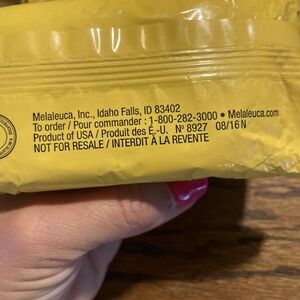 Melaleuca, Inc., Idaho Falls, ID 83402
To order / Pour commander : 1-800-282-3000 • Melaleuca.com
Product of USA / Produit des É.-U. Nº 8927 08/16 N
NOT FOR RESALE / INTERDIT À LA REVENTE